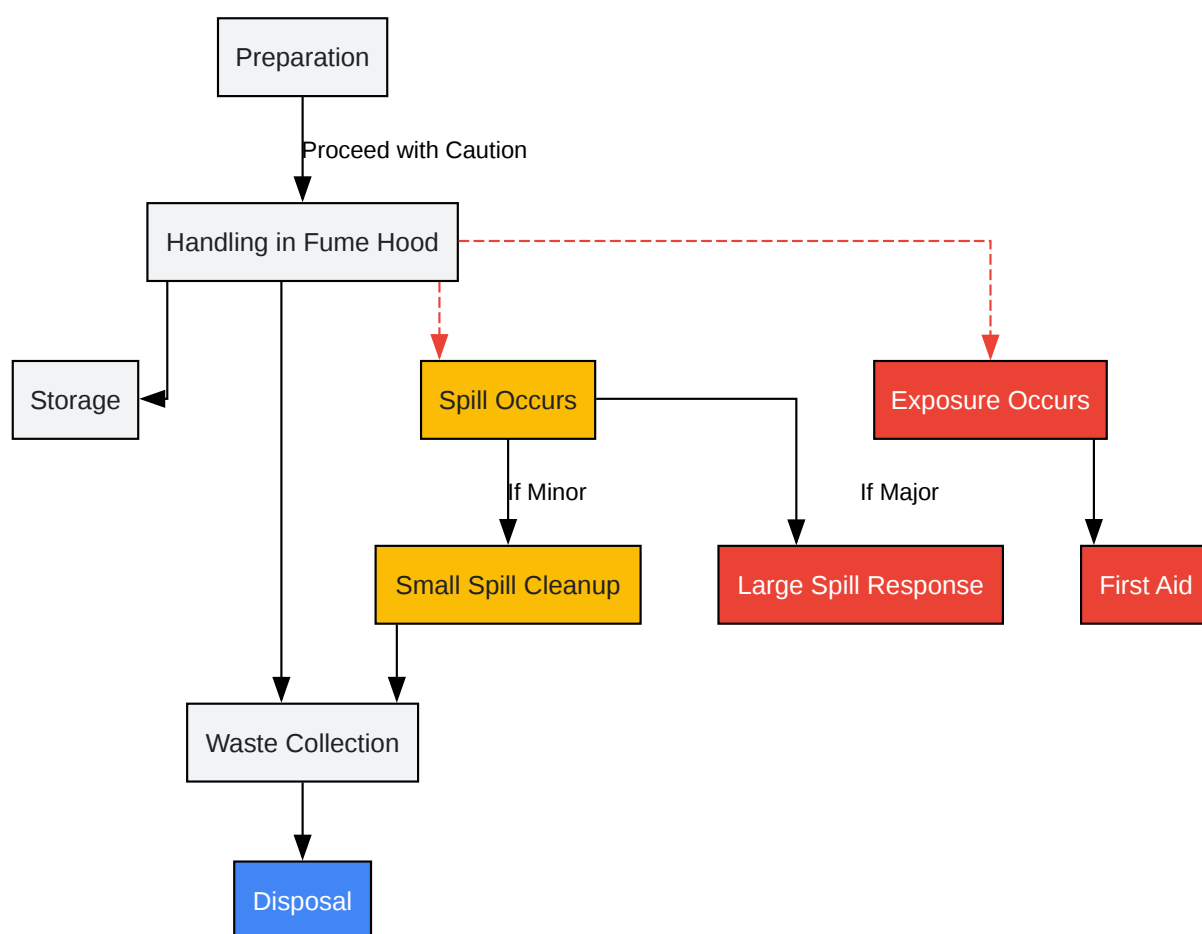 Preparation
Proceed with Caution
Handling in Fume Hood
Storage
Spill Occurs
Exposure Occurs
If Minor
If Major
Small Spill Cleanup
Large Spill Response
First Aid
Waste Collection
Disposal